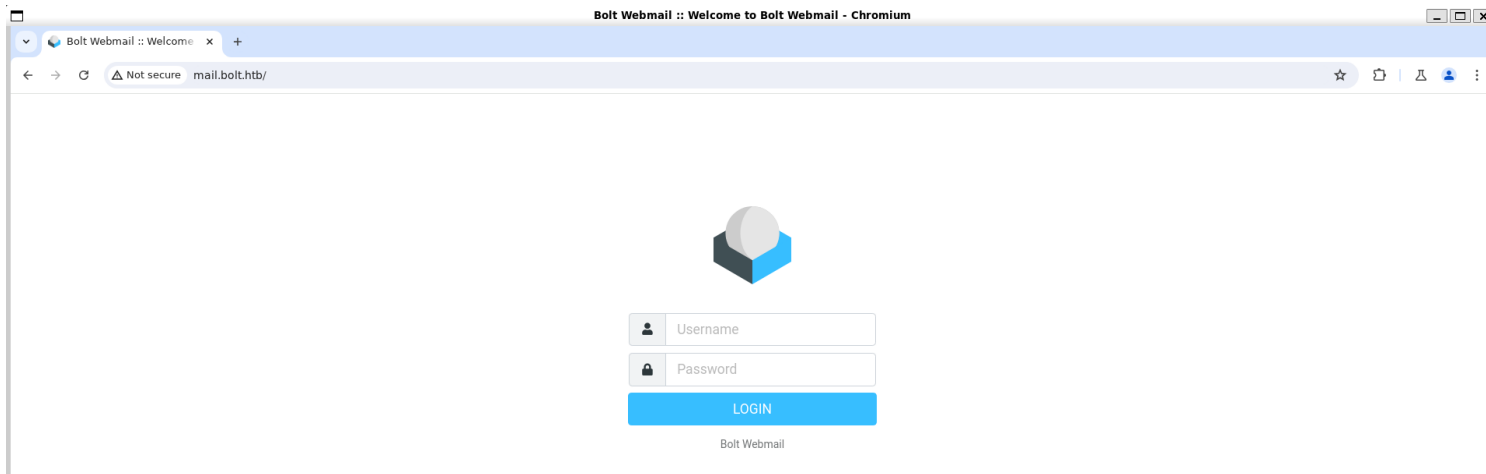 Bolt Webmail :: Welcome to Bolt Webmail - Chromium
Bolt Webmail :: Welcome
Not secure mail.bolt.htb/
Username
Password
LOGIN
Bolt Webmail